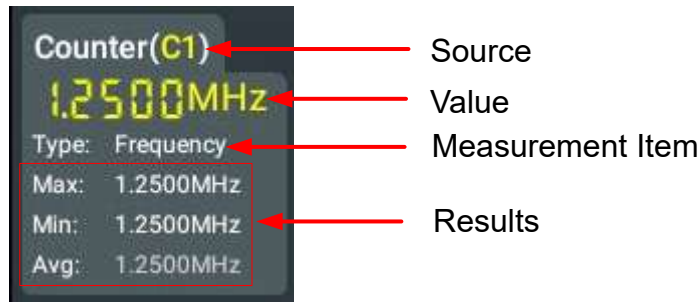 Counter(C1)
Source
1.2500MHz
Value
Type: Frequency
Measurement Item
Max: 1.2500MHz
Min: 1.2500MHz
Results
Avg: 1.2500MHz